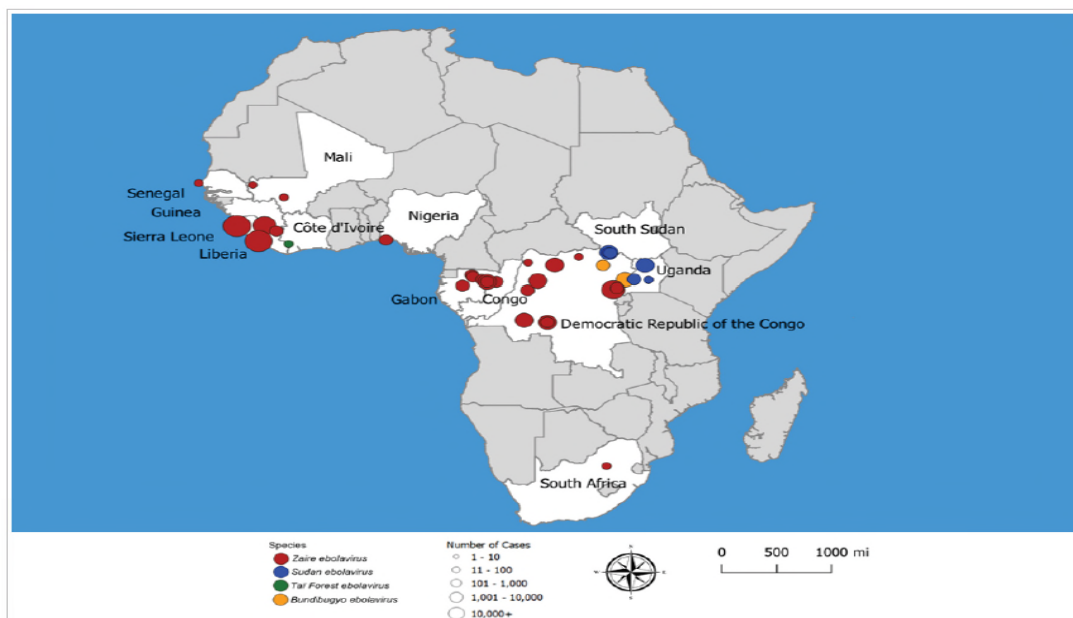 Mali
Senegal
Guinea
Nigeria
Côte d'Ivoire
Sierra Leone
Liberia
South Sudan
Uganda
Gabon
Congo
Democratic Republic of the Congo
South Africa
Species
Zaire ebolavirus
Sudan ebolavirus
Taï Forest ebolavirus
Bundibugyo ebolavirus
Number of Cases
1 - 10
11 - 100
101 - 1,000
1,001 - 10,000
10,000+
N
W
E
S
0 500 1000 mi